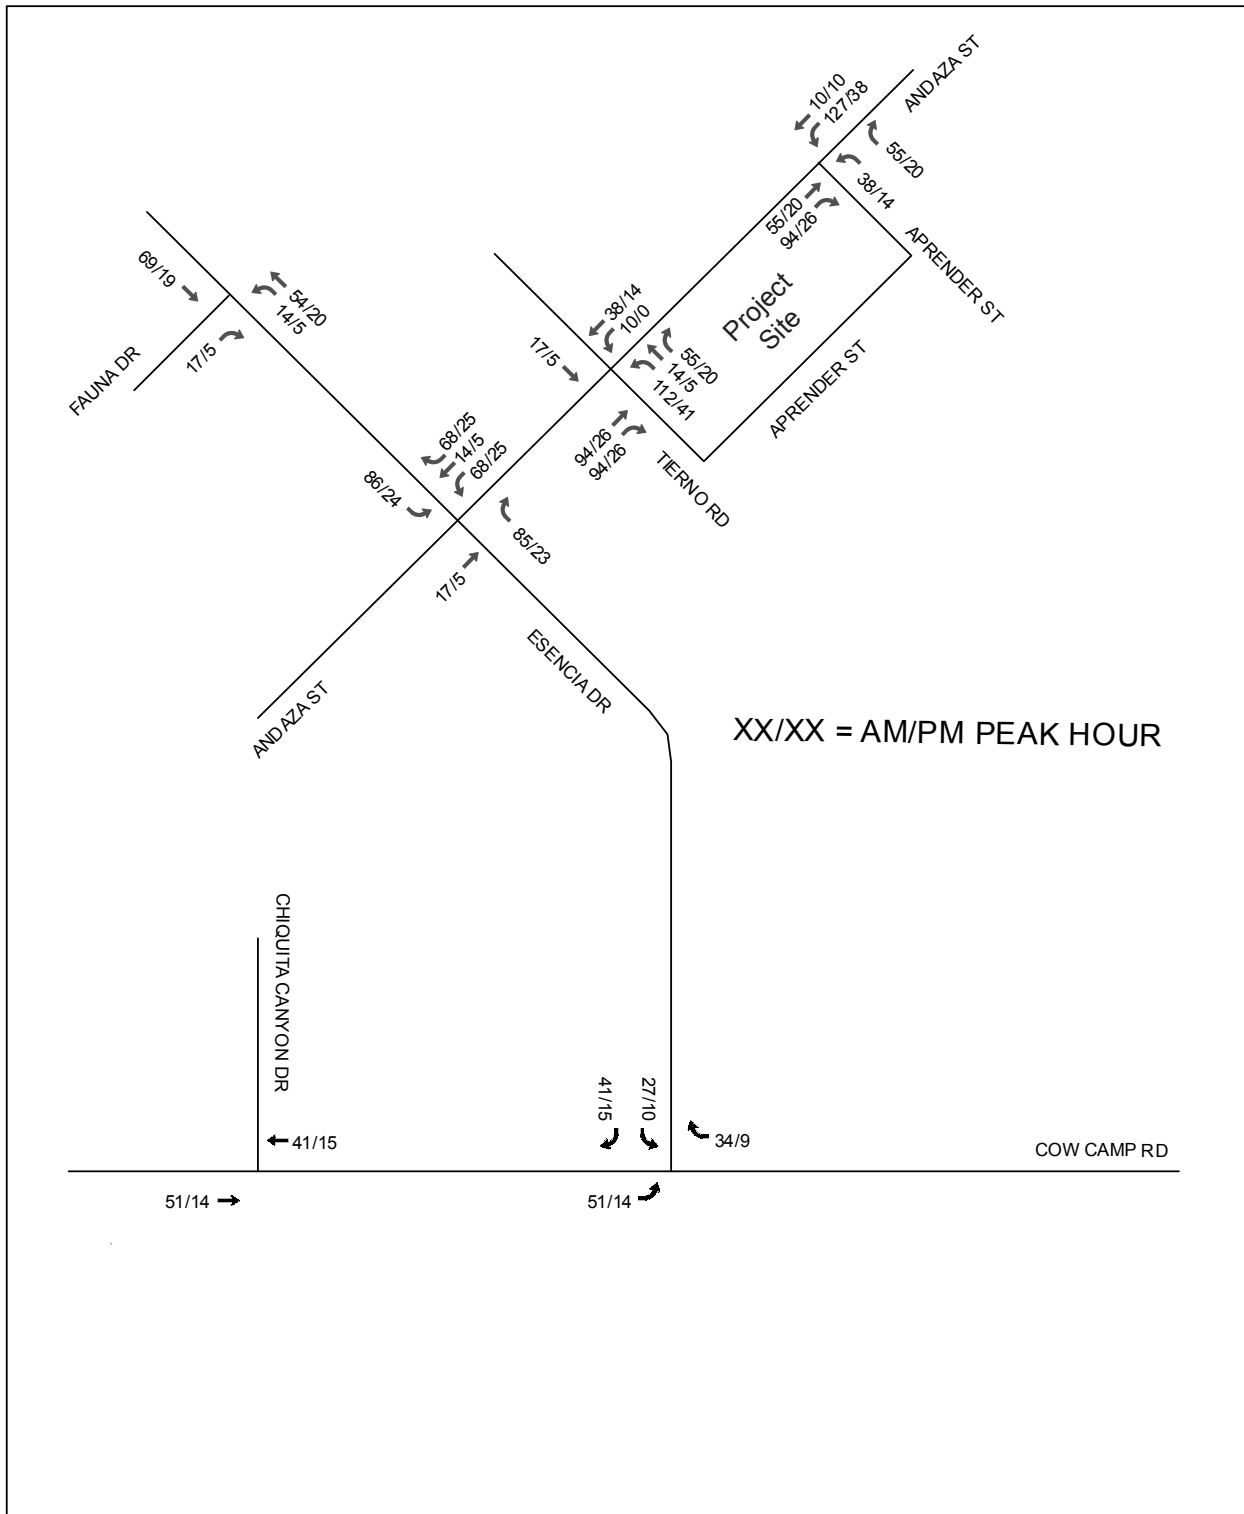 ANDAZA ST
10/10
127/38
55/20
38/14
55/20
94/26
APRENDER ST
69/19
54/20
14/5
17/5
FAUNA DR
38/14
10/0
17/5
55/20
14/5
112/41
Project
Site
APRENDER ST
94/26
94/26
TIERNO RD
68/25
14/5
68/25
86/24
85/23
17/5
ESENCIA DR
ANDAZA ST
XX/XX = AM/PM PEAK HOUR
CHIQUITA CANYON DR
41/15
27/10
41/15
34/9
COW CAMP RD
51/14
51/14